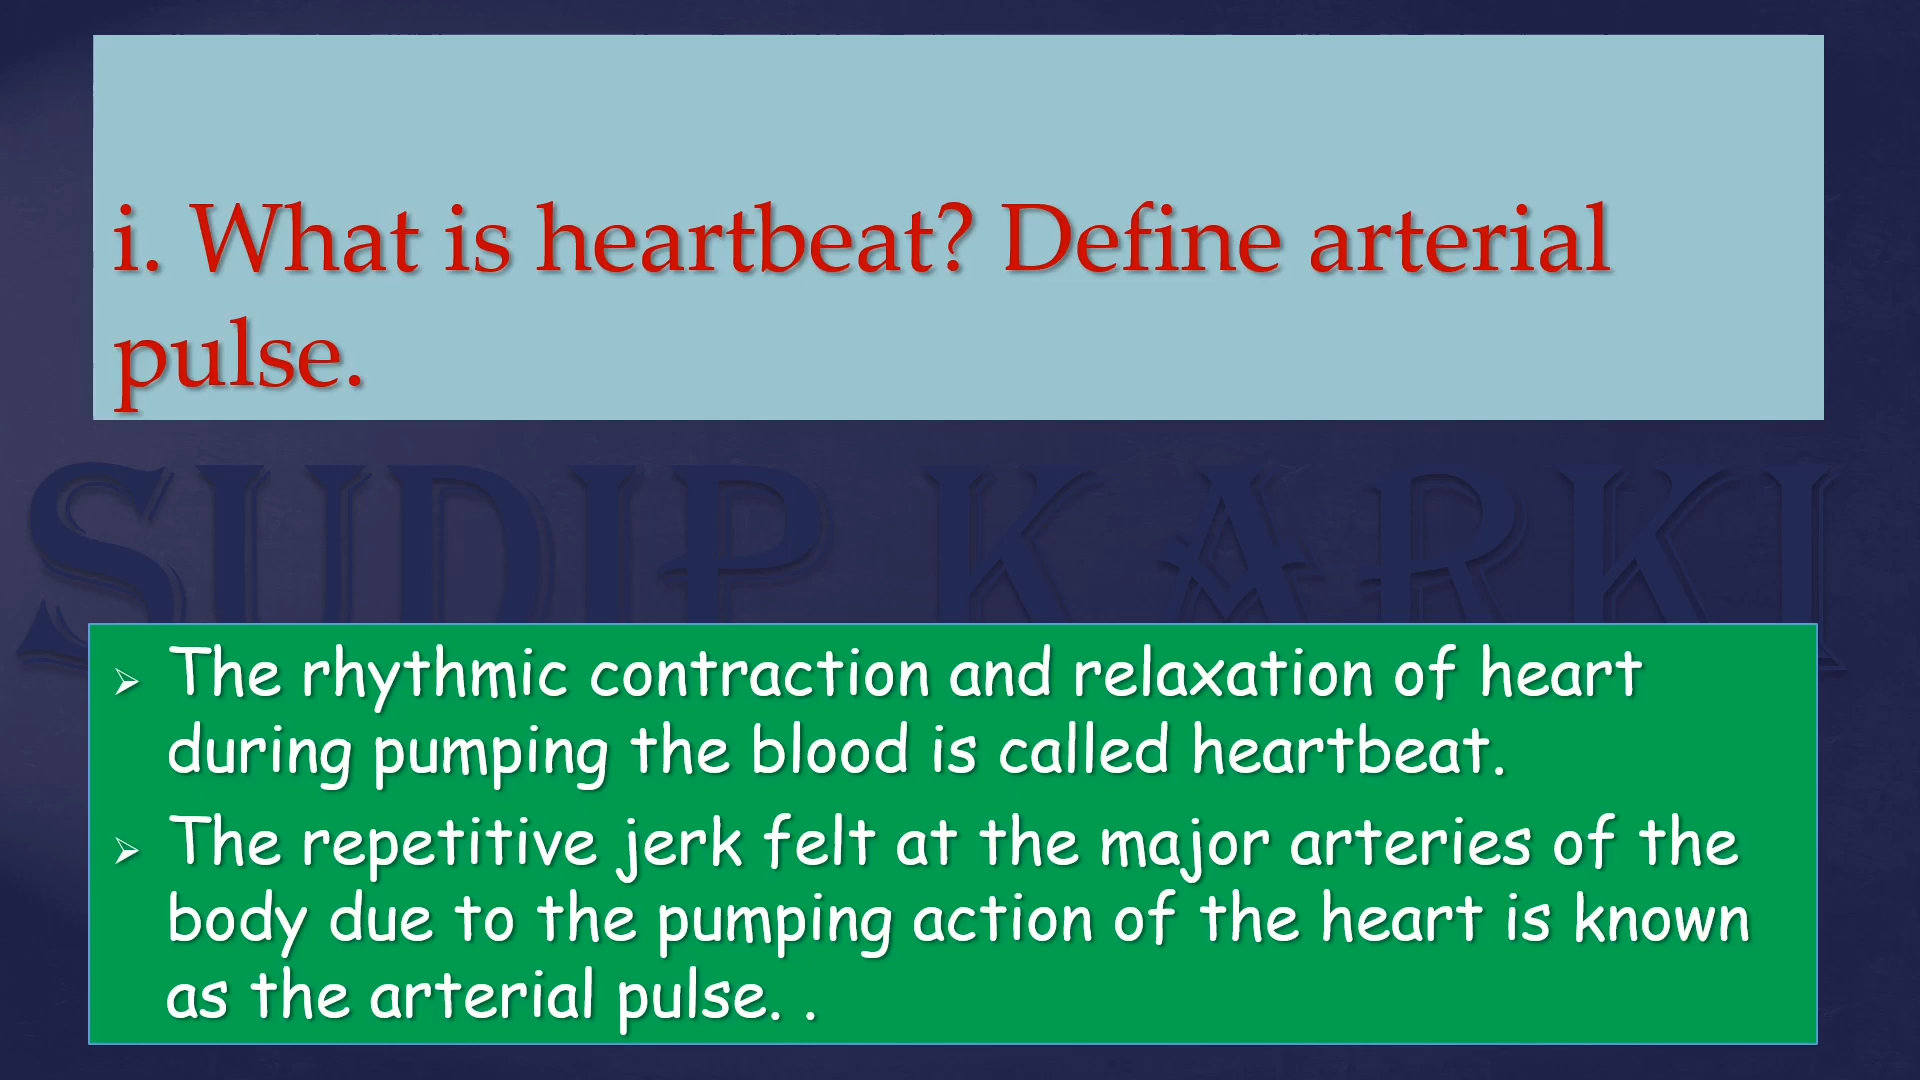 i. What is heartbeat? Define arterial
pulse.
SUDIP KARKI
➢ The rhythmic contraction and relaxation of heart
during pumping the blood is called heartbeat.
➢ The repetitive jerk felt at the major arteries of the
body due to the pumping action of the heart is known
as the arterial pulse. .